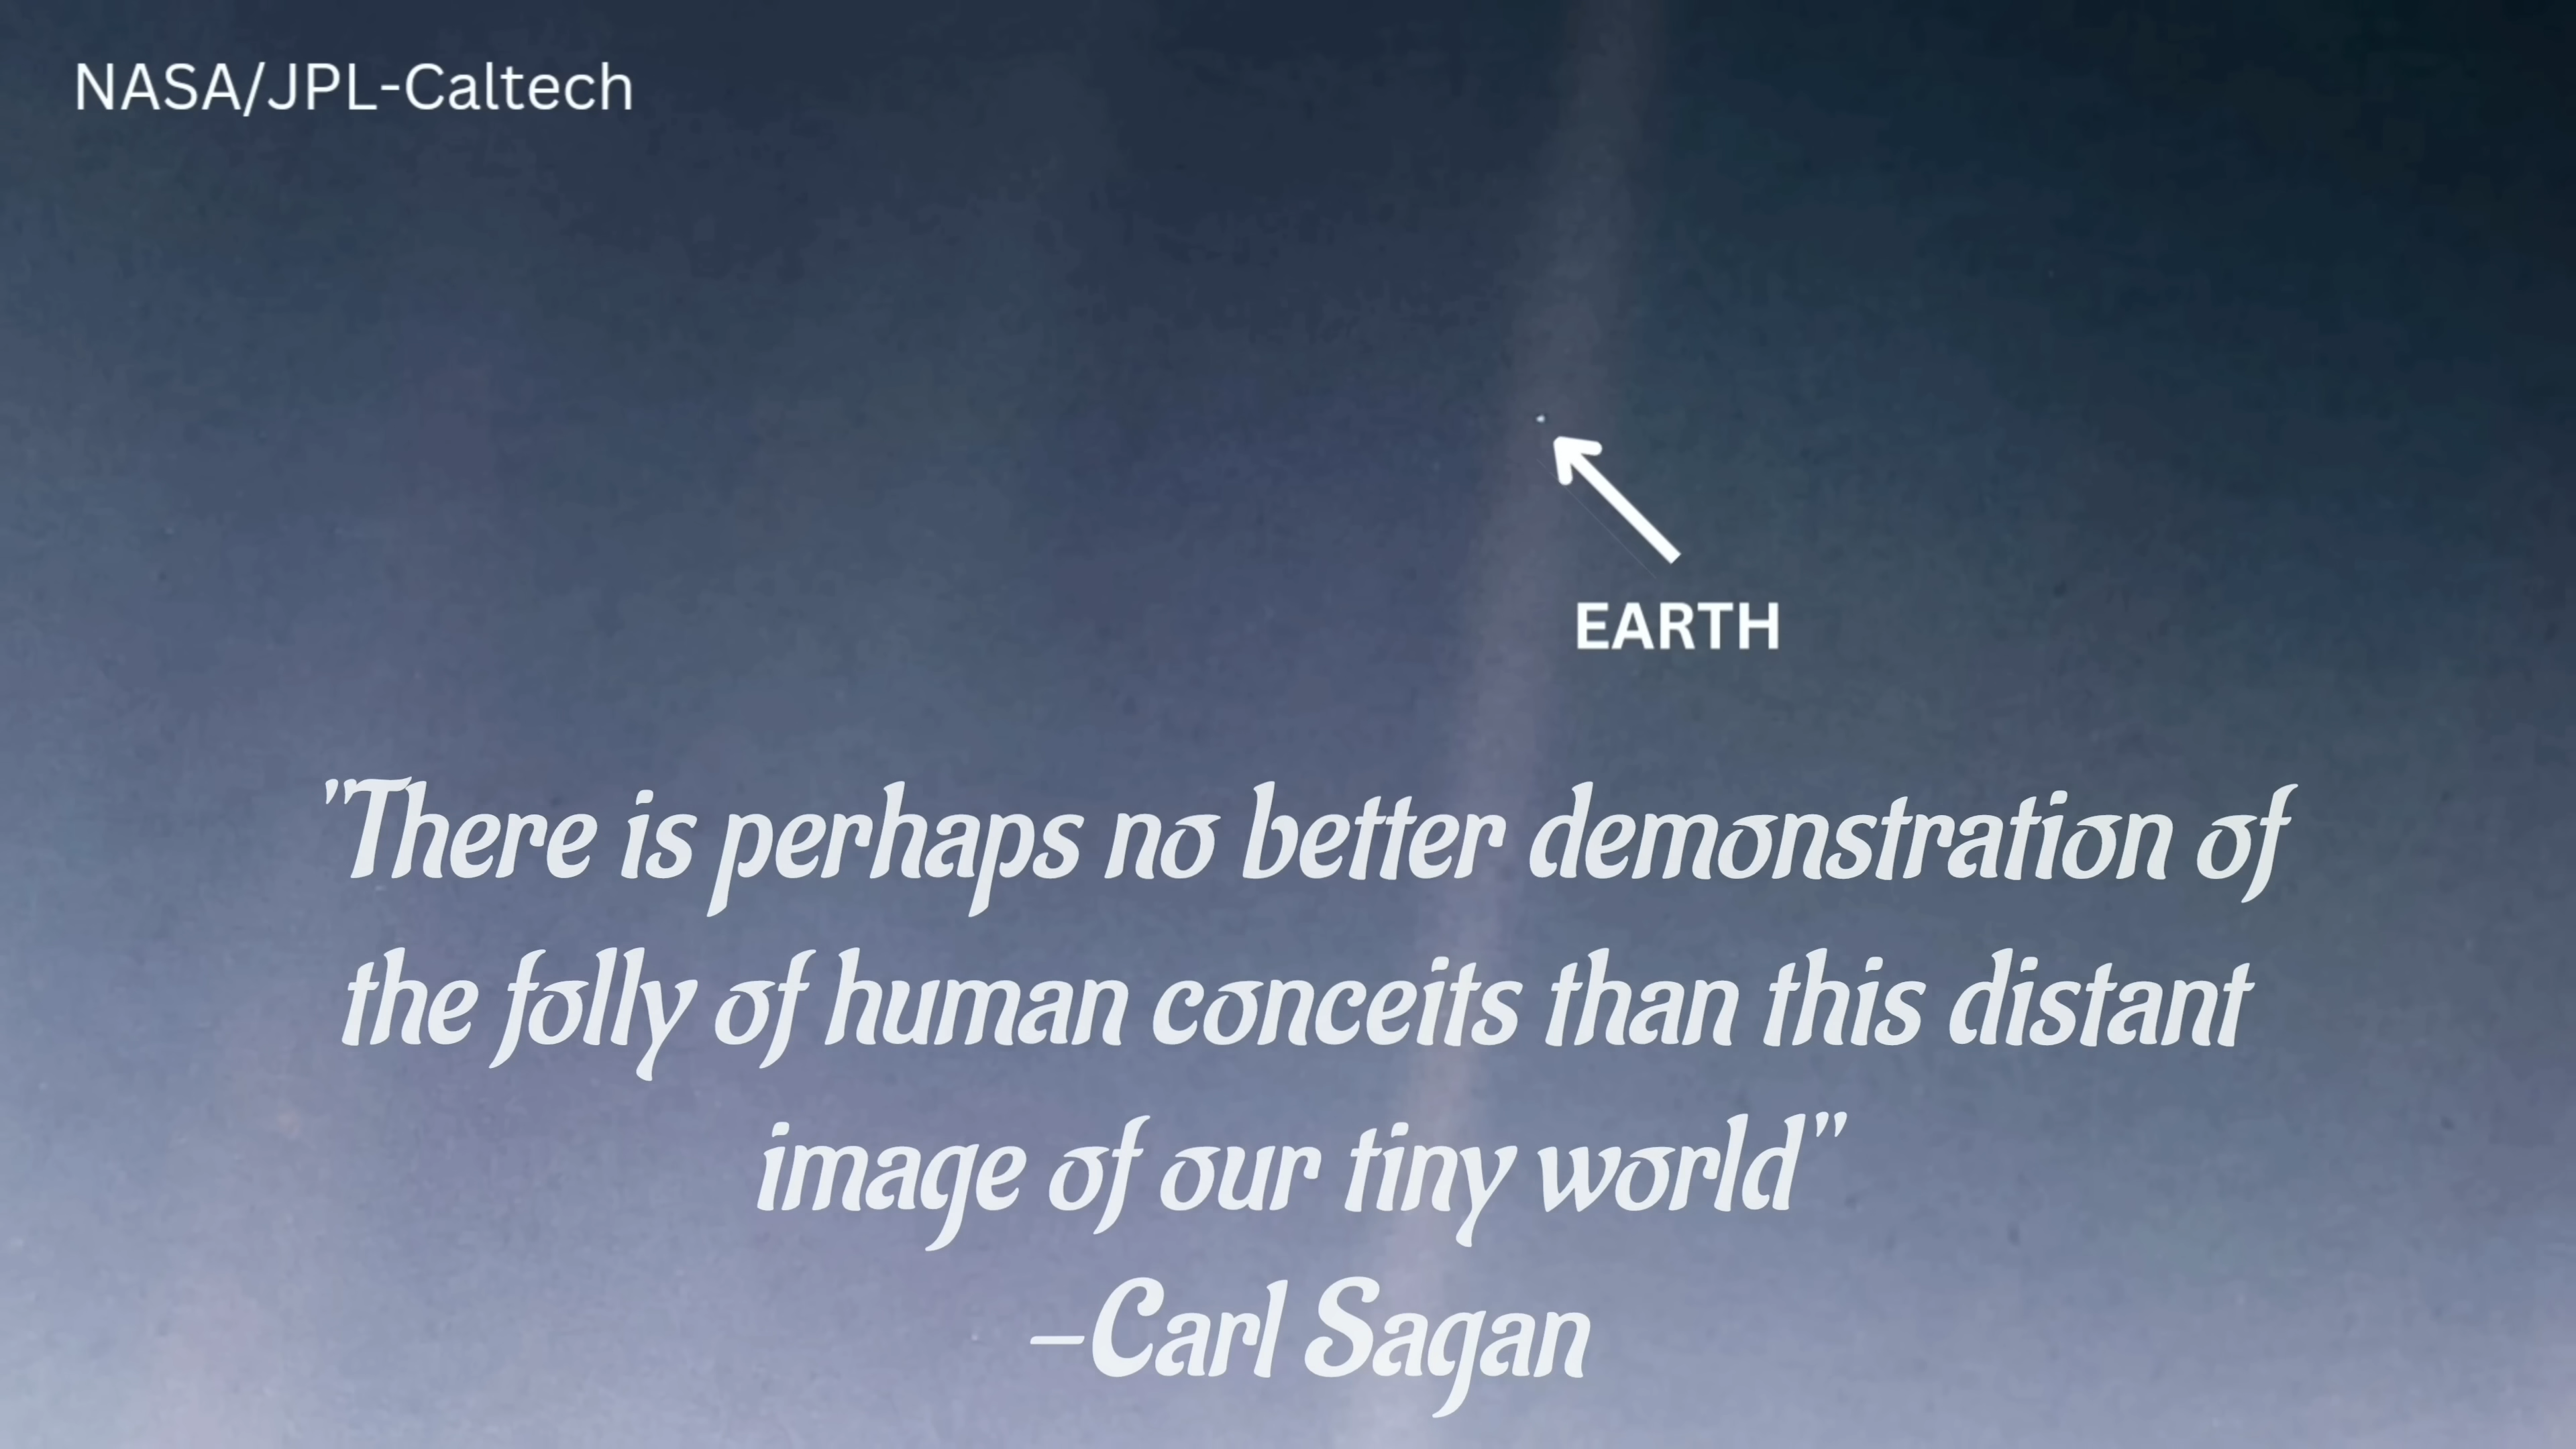 NASA/JPL-Caltech
EARTH
"There is perhaps no better demonstration of
the folly of human conceits than this distant
image of our tiny world"
–Carl Sagan